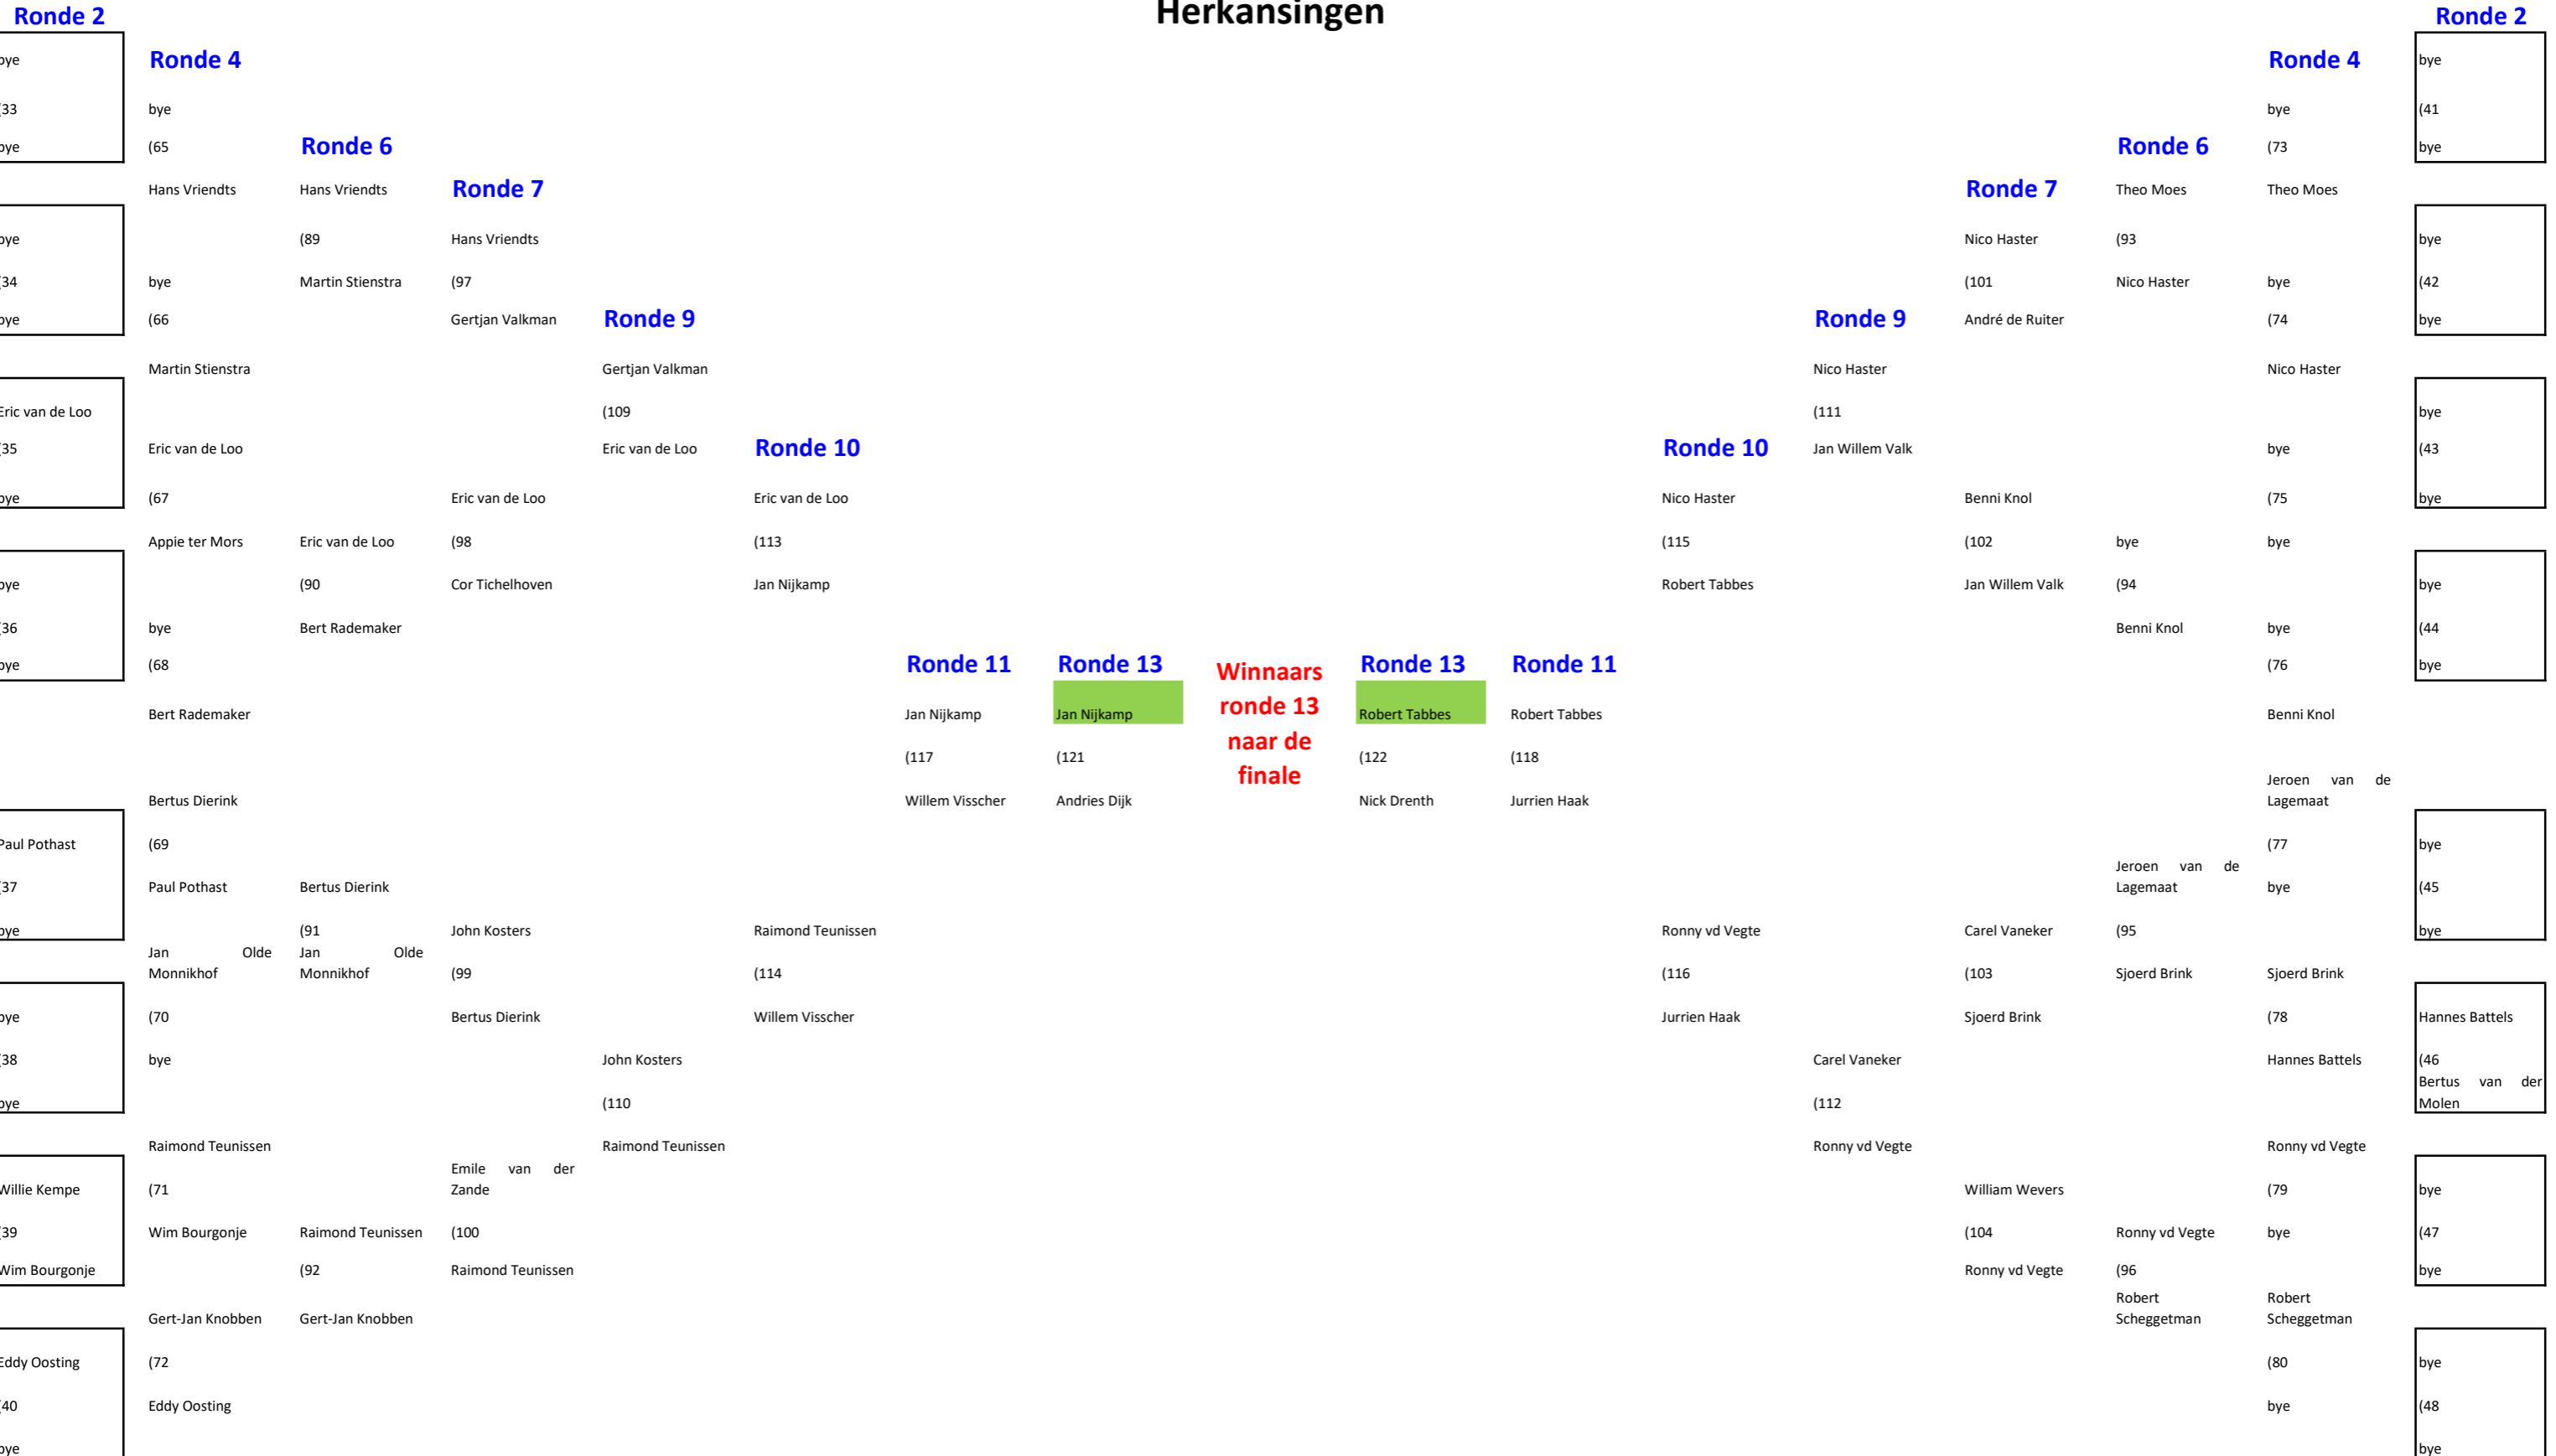 Herkansingen
Ronde 2
bye
(33
bye
bye
(34
bye
Eric van de Loo
(35
bye
bye
(36
bye
Paul Pothast
(37
bye
bye
(38
bye
Willie Kempe
(39
Wim Bourgonje
Eddy Oosting
(40
bye
Ronde 4
bye
(65
Hans Vriendts
bye
(66
Martin Stienstra
Eric van de Loo
(67
Appie ter Mors
bye
(68
Bert Rademaker
Bertus Dierink
(69
Paul Pothast
Jan Olde
Monnikhof
(70
bye
Raimond Teunissen
(71
Wim Bourgonje
Gert-Jan Knobben
(72
Eddy Oosting
Ronde 6
Hans Vriendts
(89
Martin Stienstra
Eric van de Loo
(90
Bert Rademaker
Bertus Dierink
(91
Jan Olde
Monnikhof
Raimond Teunissen
(92
Gert-Jan Knobben
Ronde 7
Hans Vriendts
(97
Gertjan Valkman
Eric van de Loo
(98
Cor Tichelhoven
John Kosters
(99
Bertus Dierink
Emile van der
Zande
(100
Raimond Teunissen
Ronde 9
Gertjan Valkman
(109
Eric van de Loo
John Kosters
(110
Raimond Teunissen
Ronde 10
Eric van de Loo
(113
Jan Nijkamp
Raimond Teunissen
(114
Willem Visscher
Ronde 11
Jan Nijkamp
(117
Willem Visscher
Ronde 13
Jan Nijkamp
(121
Andries Dijk
Winnaars
ronde 13
naar de
finale
Ronde 13
Robert Tabbes
(122
Nick Drenth
Ronde 11
Robert Tabbes
(118
Jurrien Haak
Ronde 10
Nico Haster
(115
Robert Tabbes
Ronny vd Vegte
(116
Jurrien Haak
Ronde 9
Nico Haster
(111
Jan Willem Valk
Carel Vaneker
(112
Ronny vd Vegte
Ronde 7
Nico Haster
(101
André de Ruiter
Benni Knol
(102
Jan Willem Valk
Carel Vaneker
(103
Sjoerd Brink
William Wevers
(104
Ronny vd Vegte
Ronde 6
Theo Moes
(93
Nico Haster
bye
(94
Benni Knol
Jeroen van de
Lagemaat
(95
Sjoerd Brink
Ronny vd Vegte
(96
Robert
Scheggetman
Ronde 4
bye
(73
Theo Moes
bye
(74
Nico Haster
bye
(75
bye
bye
(76
Benni Knol
Jeroen van de
Lagemaat
(77
bye
Sjoerd Brink
(78
Hannes Battels
Ronny vd Vegte
(79
bye
Robert
Scheggetman
(80
bye
Ronde 2
bye
(41
bye
bye
(42
bye
bye
(43
bye
bye
(44
bye
bye
(45
bye
Hannes Battels
(46
Bertus van der
Molen
bye
(47
bye
bye
(48
bye